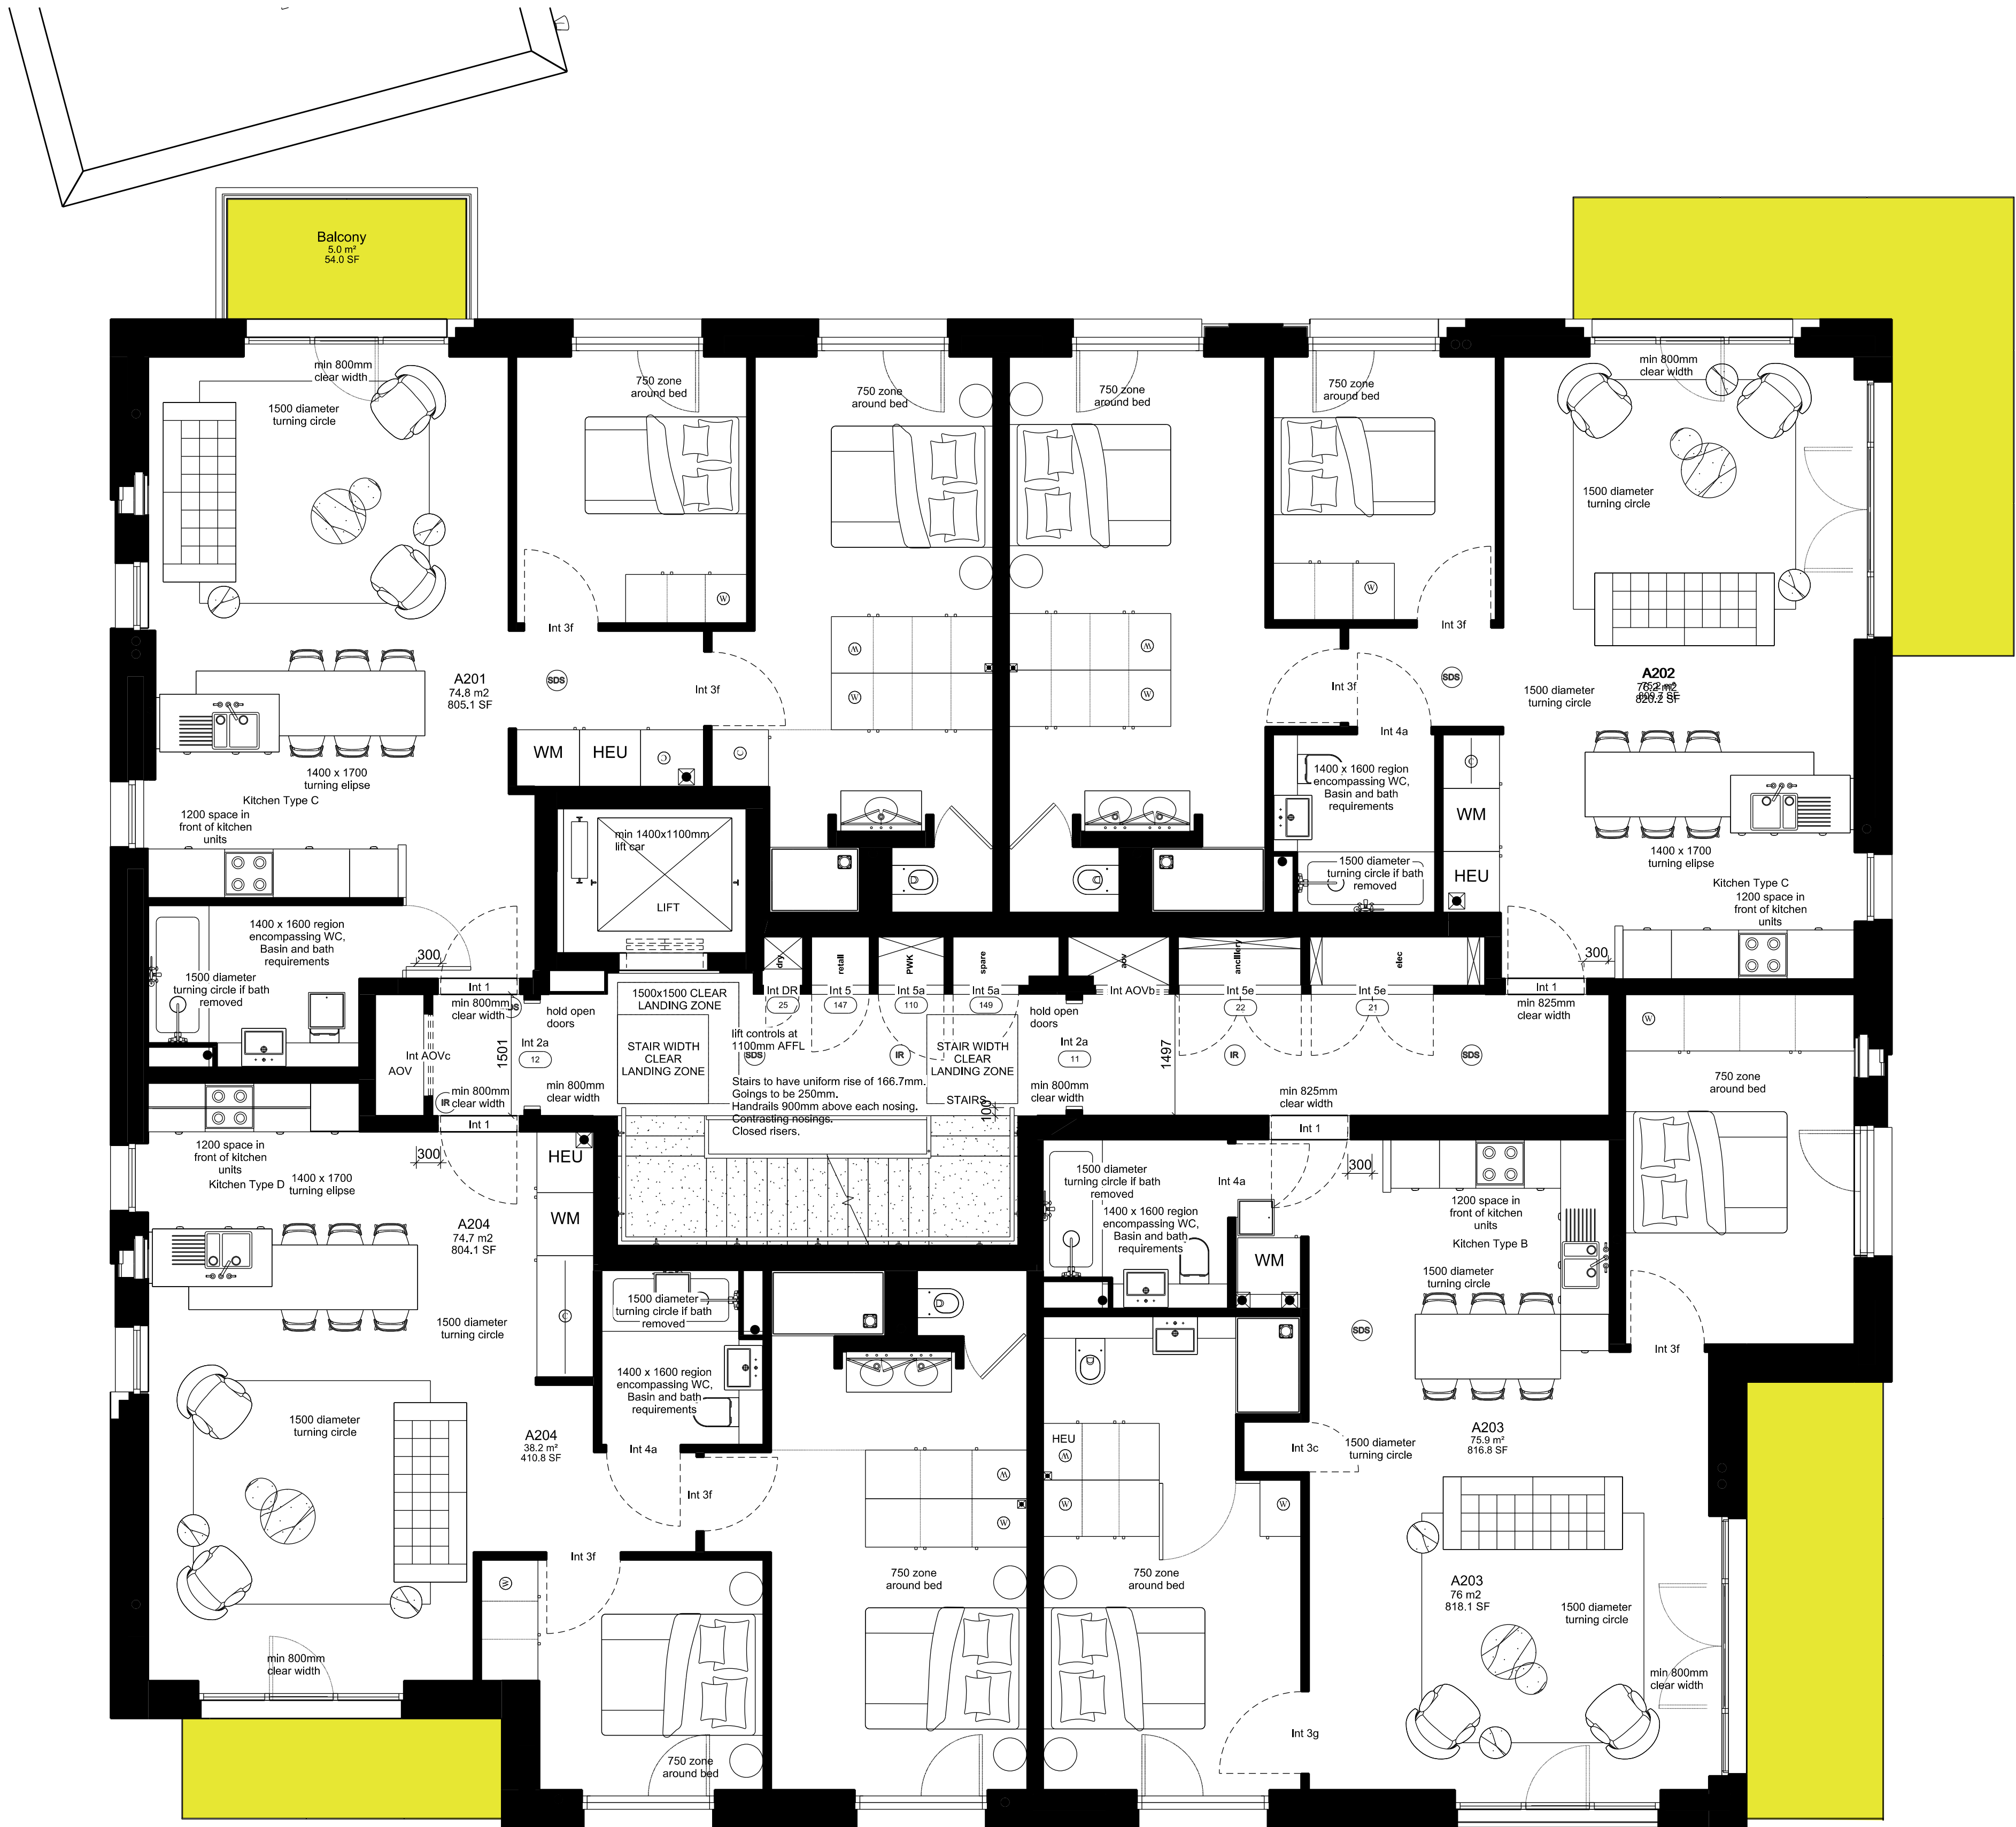 Balcony
5.0 m²
54.0 SF
min 800mm
clear width
1500 diameter
turning circle
750 zone
around bed
750 zone
around bed
750 zone
around bed
750 zone
around bed
min 800mm
clear width
1500 diameter
turning circle
Int 3f
W
A201
74.8 m2
805.1 SF
SDS
Int 3f
W
W
WM
HEU
C
C
1400 x 1700
turning elipse
Kitchen Type C
1200 space in
front of kitchen
units
W
W
W
Int 3f
Int 3f
SDS
Int 4a
1500 diameter
turning circle
A202
820.2 SF
1400 x 1600 region
encompassing WC,
Basin and bath
requirements
C
WM
HEU
1500 diameter
turning circle if bath
removed
1400 x 1700
turning elipse
Kitchen Type C
1200 space in
front of kitchen
units
300
min 1400x1100mm
lift car
LIFT
1400 x 1600 region
encompassing WC,
Basin and bath
requirements
300
1500 diameter
turning circle if bath
removed
Int 1
min 800mm
clear width
Int AOVc
AOV
1501
hold open
doors
Int 2a
12
min 800mm
clear width
IR
min 800mm
clear width
Int 1
300
1500x1500 CLEAR
LANDING ZONE
STAIR WIDTH
CLEAR
LANDING ZONE
dry
retail
PWK
spare
aov
ancillery
elec
Int DR
25
Int 5
147
Int 5a
110
Int 5a
149
Int AOVb
Int 5e
22
Int 5e
21
lift controls at
1100mm AFFL
SDS
IR
STAIR WIDTH
CLEAR
LANDING ZONE
STAIRS
100
Stairs to have uniform rise of 166.7mm.
Goings to be 250mm.
Handrails 900mm above each nosing.
Contrasting nosings.
Closed risers.
hold open
doors
Int 2a
11
min 800mm
clear width
1497
IR
SDS
min 825mm
clear width
Int 1
Int 1
min 825mm
clear width
W
750 zone
around bed
1200 space in
front of kitchen
units
Kitchen Type D
1400 x 1700
turning elipse
HEU
WM
C
A204
74.7 m2
804.1 SF
1500 diameter
turning circle
1500 diameter
turning circle if bath
removed
1400 x 1600 region
encompassing WC,
Basin and bath
requirements
1500 diameter
turning circle
A204
38.2 m²
410.8 SF
Int 4a
Int 3f
Int 3f
W
W
W
750 zone
around bed
750 zone
around bed
min 800mm
clear width
1500 diameter
turning circle if bath
removed
Int 4a
1400 x 1600 region
encompassing WC,
Basin and bath
requirements
WM
300
1200 space in
front of kitchen
units
Kitchen Type B
1500 diameter
turning circle
SDS
Int 3f
HEU
W
W
W
Int 3c
1500 diameter
turning circle
A203
75.9 m²
816.8 SF
750 zone
around bed
A203
76 m2
818.1 SF
1500 diameter
turning circle
min 800mm
clear width
Int 3g